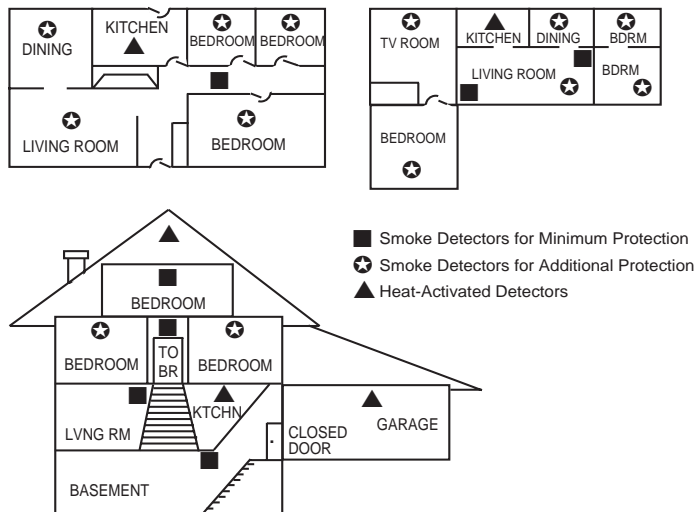 DINING
KITCHEN
BEDROOM
BEDROOM
LIVING ROOM
BEDROOM
TV ROOM
KITCHEN
DINING
BDRM
LIVING ROOM
BDRM
BEDROOM
Smoke Detectors for Minimum Protection
Smoke Detectors for Additional Protection
Heat-Activated Detectors
BEDROOM
BEDROOM
TO
BR
BEDROOM
LVNG RM
KTCHN
CLOSED
DOOR
GARAGE
BASEMENT